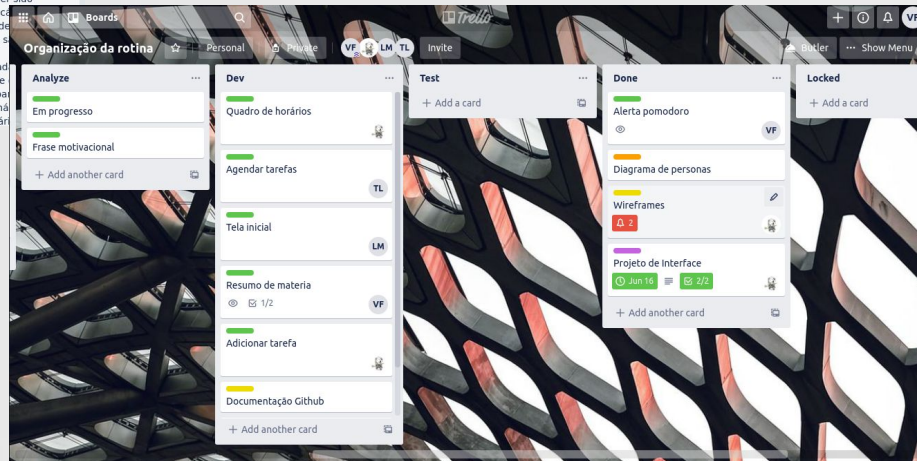 Boards
Trello
VF
Organização da rotina
Personal
Private
VF
LM
TL
Invite
Butler
... Show Menu
Analyze
Em progresso
Frase motivacional
+ Add another card
Dev
Quadro de horários
Agendar tarefas
TL
Tela inicial
LM
Resumo de materia
1/2
VF
Adicionar tarefa
Documentação Github
+ Add another card
Test
+ Add a card
Done
Alerta pomodoro
VF
Diagrama de personas
Wireframes
2
Projeto de Interface
Jun 16
2/2
+ Add another card
Locked
+ Add a card